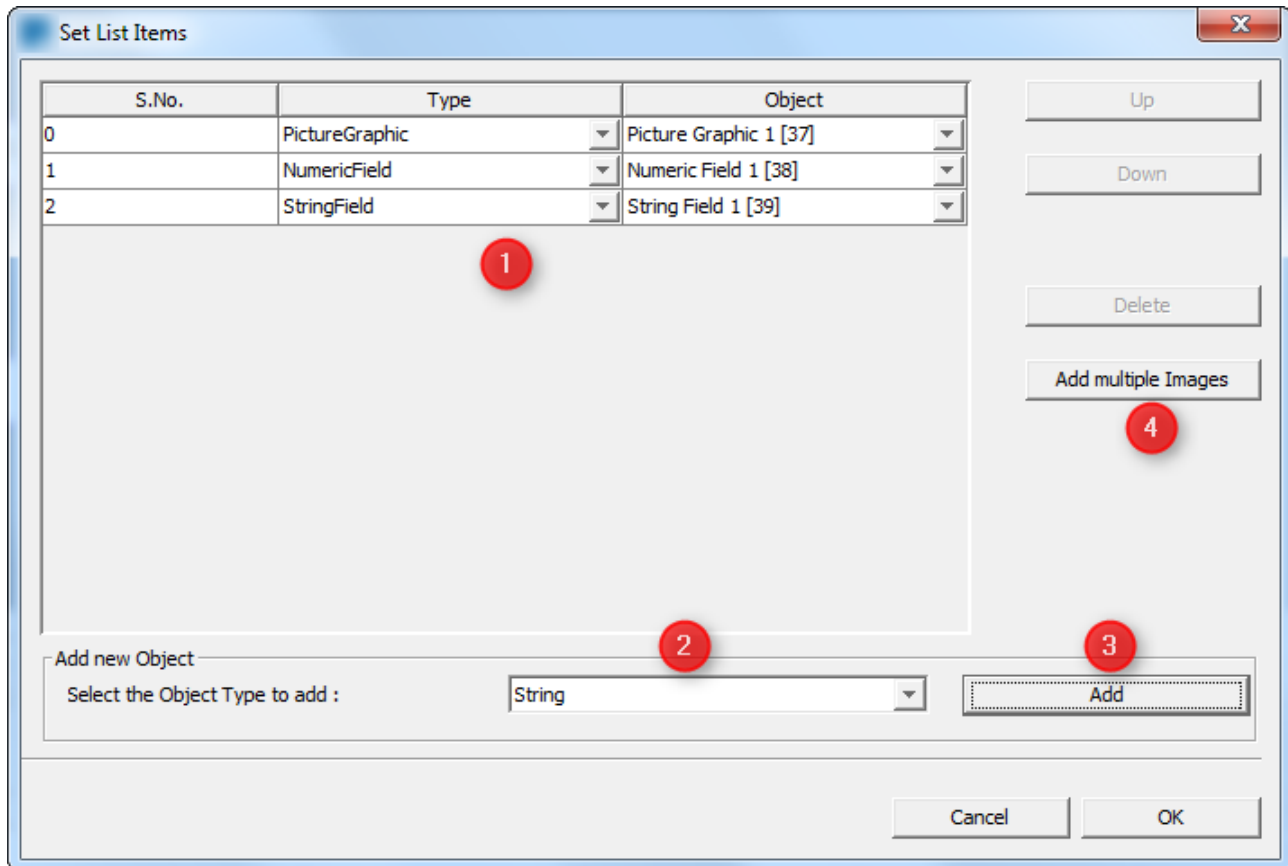 Set List Items
S.No. Type Object Up
0 PictureGraphic Picture Graphic 1 [37]
1 NumericField Numeric Field 1 [38] Down
2 StringField String Field 1 [39]
1
Delete
Add multiple Images
4
2 3
Add new Object
Select the Object Type to add : String Add
Cancel OK